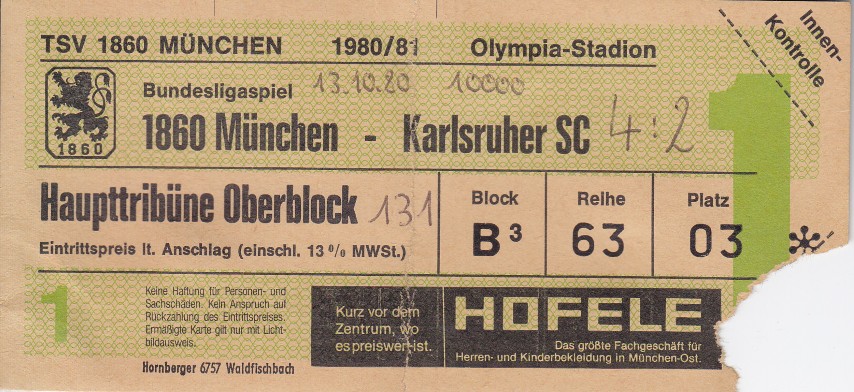 TSV 1860 MÜNCHEN 1980/81 Olympia-Stadion
Innen-
Kontrolle
Bundesligaspiel 13.10.80 10000
1860
1860 München - Karlsruher SC 4:2
1
Haupttribüne Oberblock 131
Eintrittspreis lt. Anschlag (einschl. 13% MWSt.)
Block
B3
Reihe
63
Platz
03
1
Keine Haftung für Personen- und
Sachschäden. Kein Anspruch auf
Rückzahlung des Eintrittspreises.
Ermäßigte Karte gilt nur mit Licht-
bildausweis.
Hornberger 6757 Waldfischbach
Kurz vor dem
Zentrum, wo
es preiswert ist.
HÖFELE
Das größte Fachgeschäft für
Herren- und Kinderbekleidung in München-Ost.